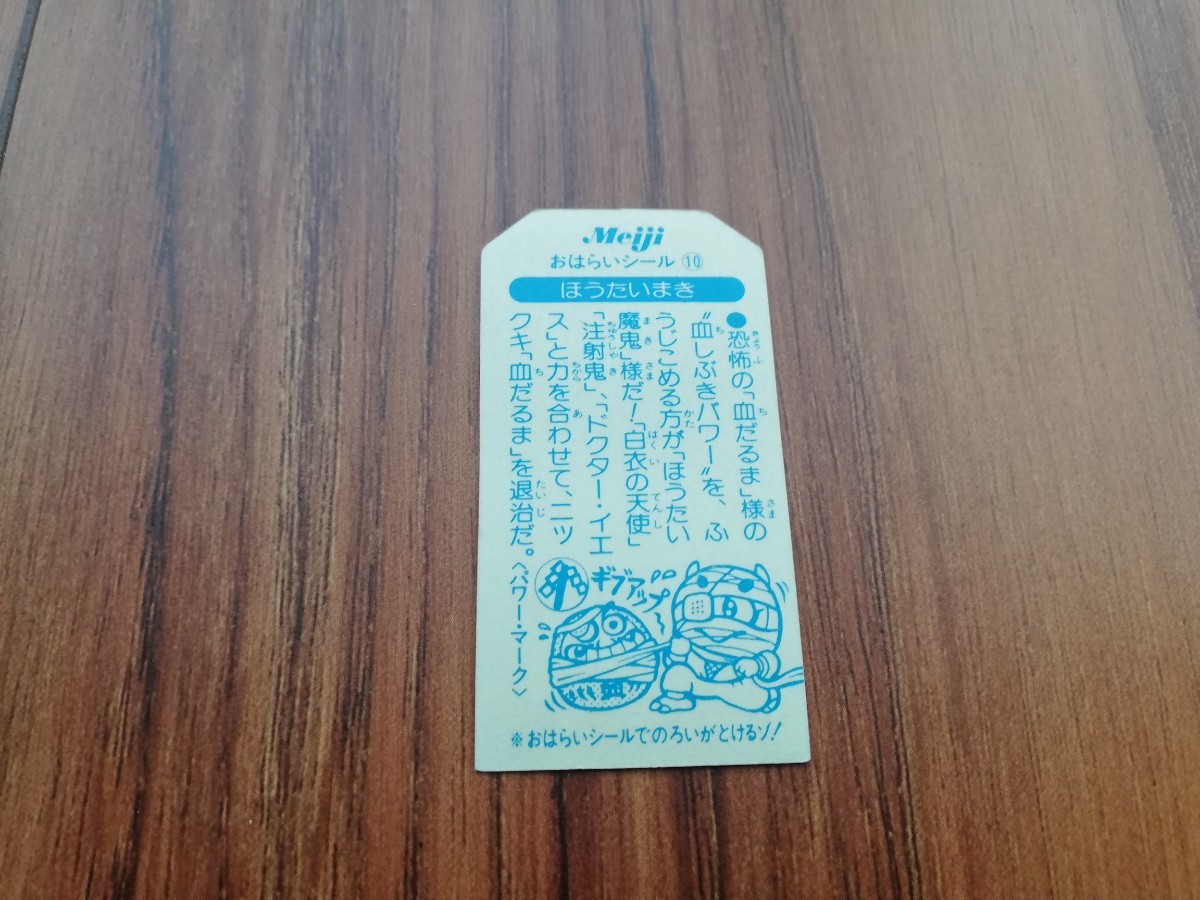 Meiji
おはらいシール⑩
ほうたいまき
●恐怖の「血だるま」様の
"血しぶきパワー"を、ふ
うじこめる方が「ほうたい
魔鬼」様だ!「白衣の天使」
「注射鬼」、「ドクター・イエ
ス」と力を合わせて、ニッ
クキ「血だるま」を退治だ。
〈パワー・マーク〉
ギブアップ〜
※おはらいシールでのろいがとけるゾ!